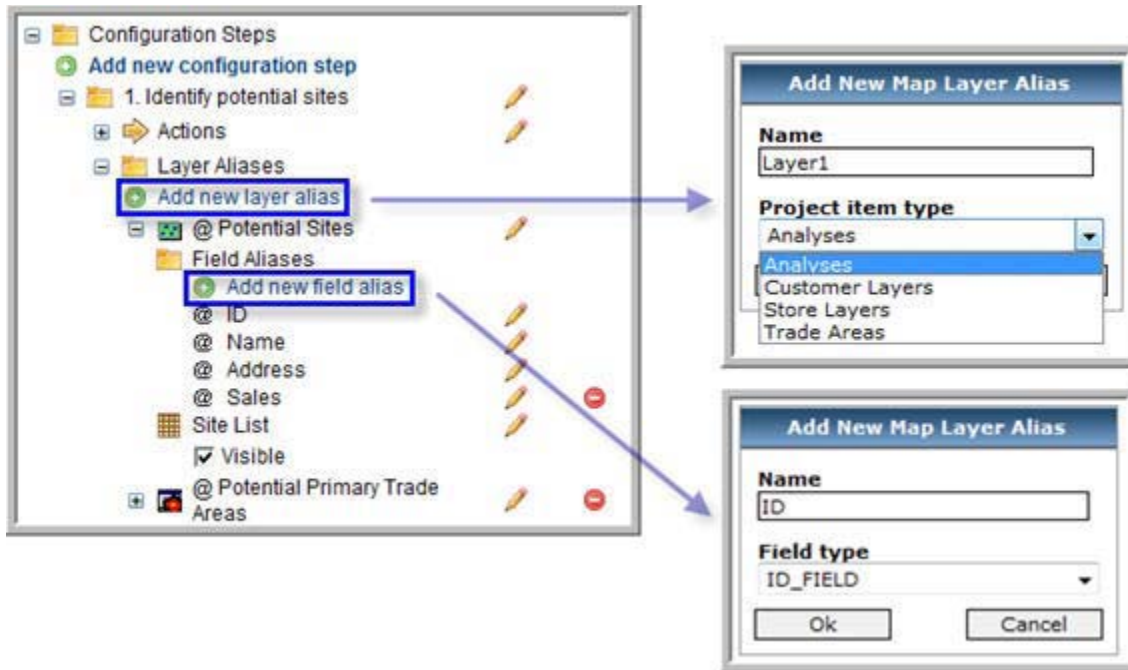 Configuration Steps
Add new configuration step
1. Identify potential sites
Actions
Layer Aliases
Add new layer alias
@ Potential Sites
Field Aliases
Add new field alias
@ ID
@ Name
@ Address
@ Sales
Site List
Visible
@ Potential Primary Trade
Areas
Add New Map Layer Alias
Name
Layer1
Project item type
Analyses
Analyses
Customer Layers
Store Layers
Trade Areas
Add New Map Layer Alias
Name
ID
Field type
ID_FIELD
Ok Cancel